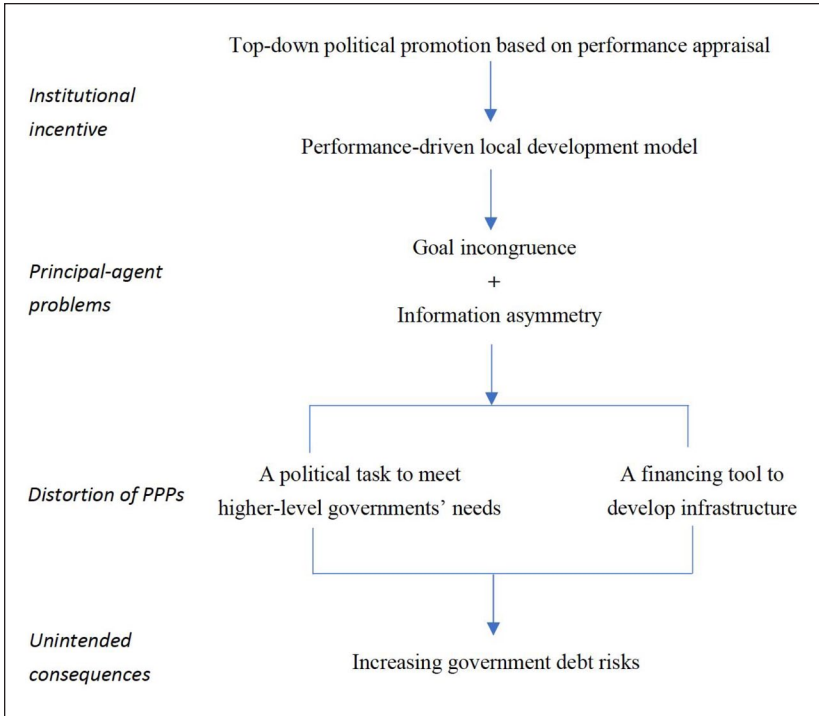 Top-down political promotion based on performance appraisal
Institutional
incentive
Performance-driven local development model
Goal incongruence
Principal-agent
problems
+
Information asymmetry
A political task to meet
higher-level governments’ needs
A financing tool to
develop infrastructure
Distortion of PPPs
Unintended
consequences
Increasing government debt risks